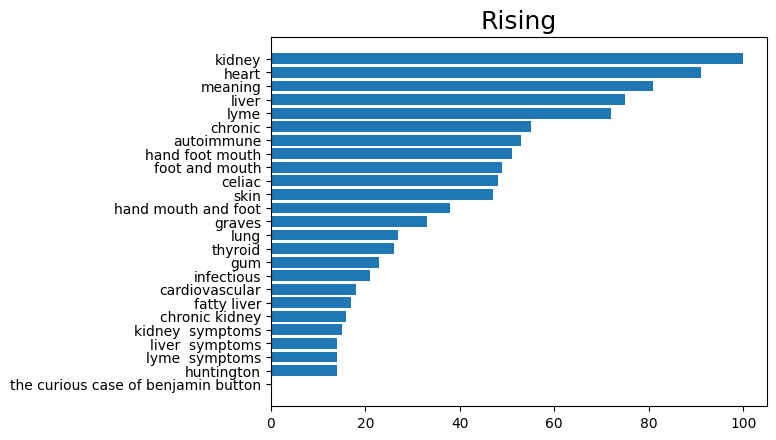 Rising
kidney
heart
meaning
liver
lyme
chronic
autoimmune
hand foot mouth
foot and mouth
celiac
skin
hand mouth and foot
graves
lung
thyroid
gum
infectious
cardiovascular
fatty liver
chronic kidney
kidney  symptoms
liver  symptoms
lyme  symptoms
huntington
the curious case of benjamin button
0 20 40 60 80 100